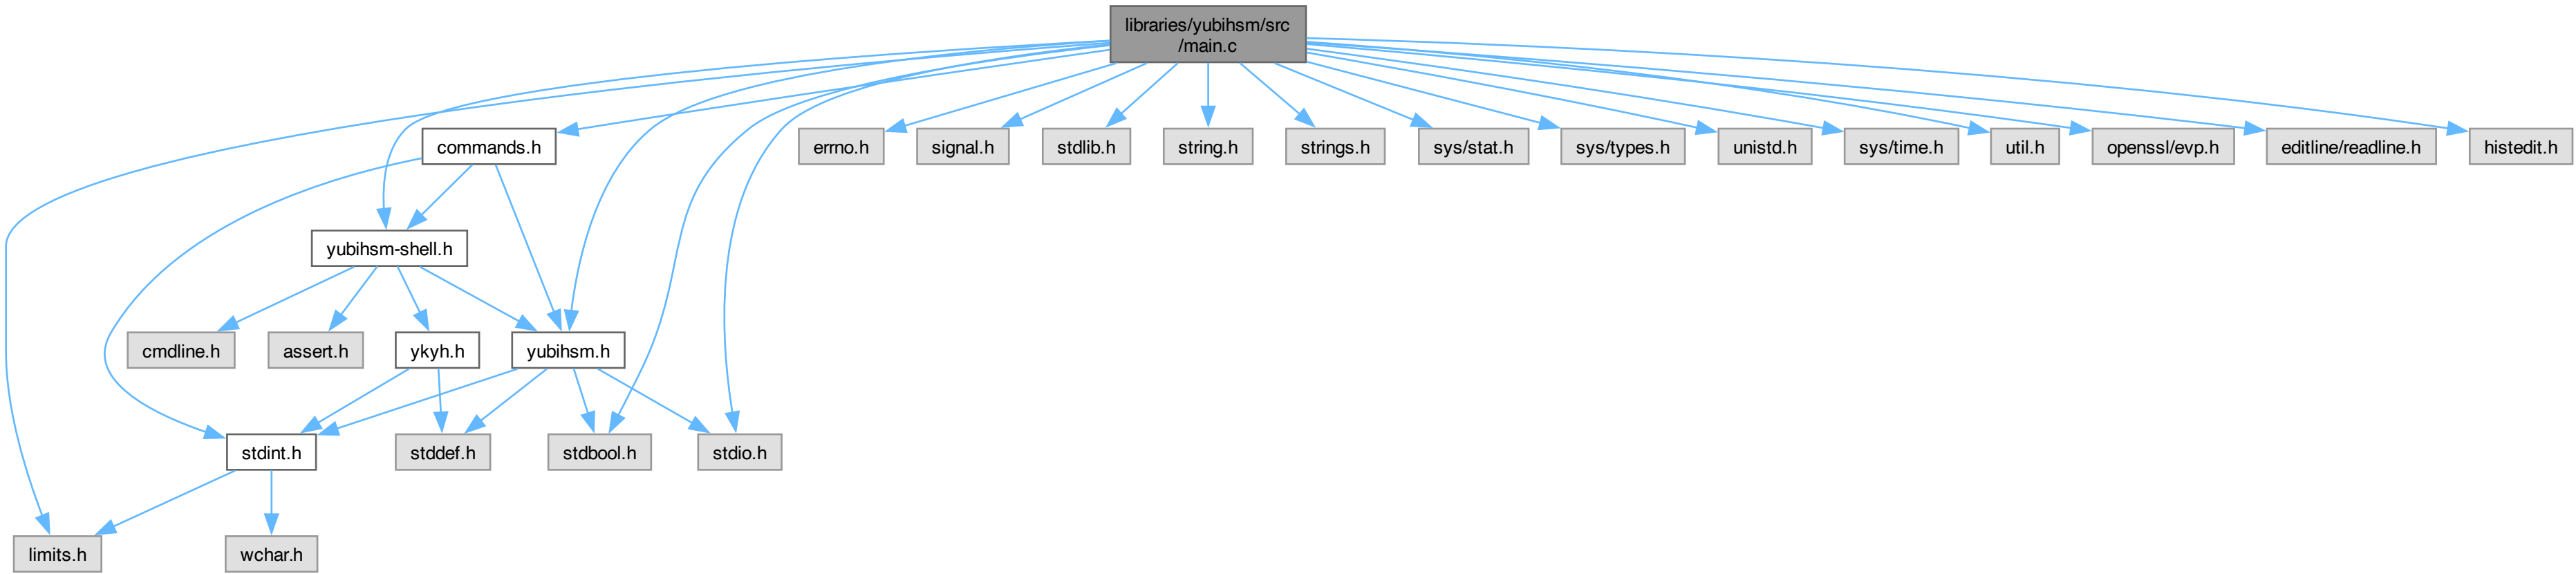 libraries/yubihsm/src
/main.c
commands.h
errno.h
signal.h
stdlib.h
string.h
strings.h
sys/stat.h
sys/types.h
unistd.h
sys/time.h
util.h
openssl/evp.h
editline/readline.h
histedit.h
yubihsm-shell.h
cmdline.h
assert.h
ykyh.h
yubihsm.h
stdint.h
stddef.h
stdbool.h
stdio.h
limits.h
wchar.h